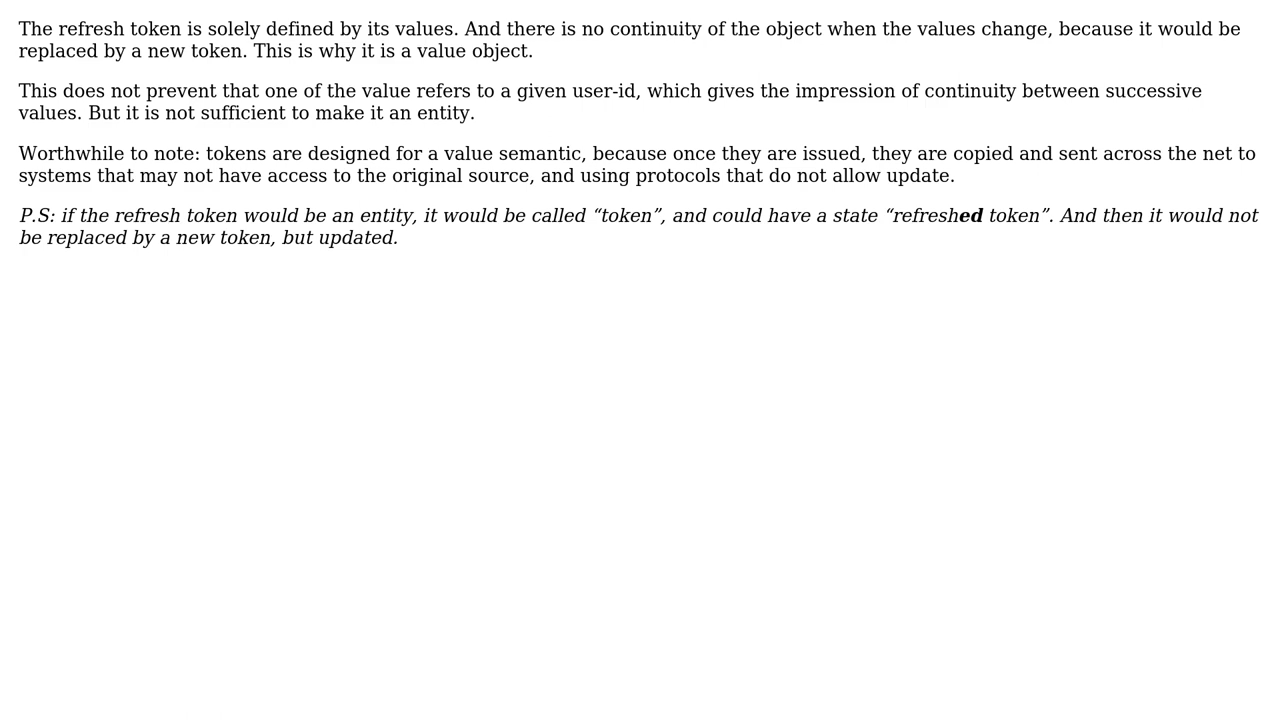 The refresh token is solely defined by its values. And there is no continuity of the object when the values change, because it would be
replaced by a new token. This is why it is a value object.
This does not prevent that one of the value refers to a given user-id, which gives the impression of continuity between successive
values. But it is not sufficient to make it an entity.
Worthwhile to note: tokens are designed for a value semantic, because once they are issued, they are copied and sent across the net to
systems that may not have access to the original source, and using protocols that do not allow update.
P.S: if the refresh token would be an entity, it would be called “token”, and could have a state “refreshed token”. And then it would not
be replaced by a new token, but updated.